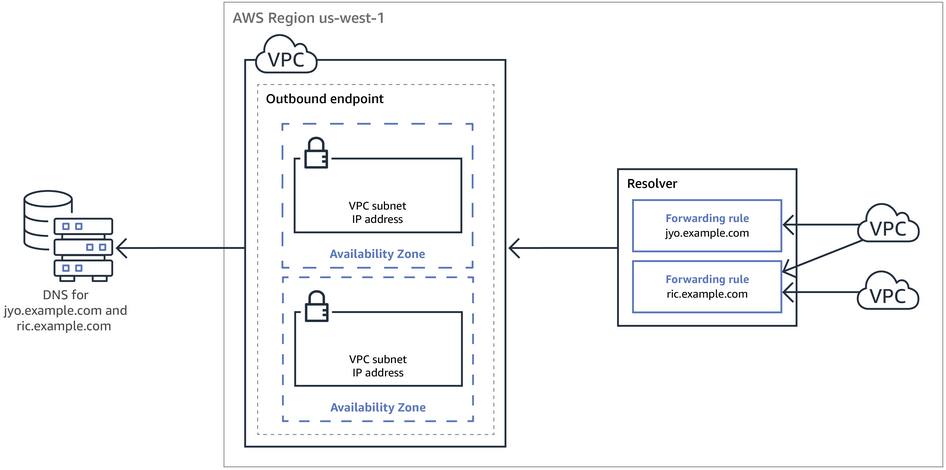 AWS Region us-west-1
VPC
Outbound endpoint
VPC subnet
IP address
Availability Zone
VPC subnet
IP address
Availability Zone
DNS for
jyo.example.com and
ric.example.com
Resolver
Forwarding rule
jyo.example.com
Forwarding rule
ric.example.com
VPC
VPC